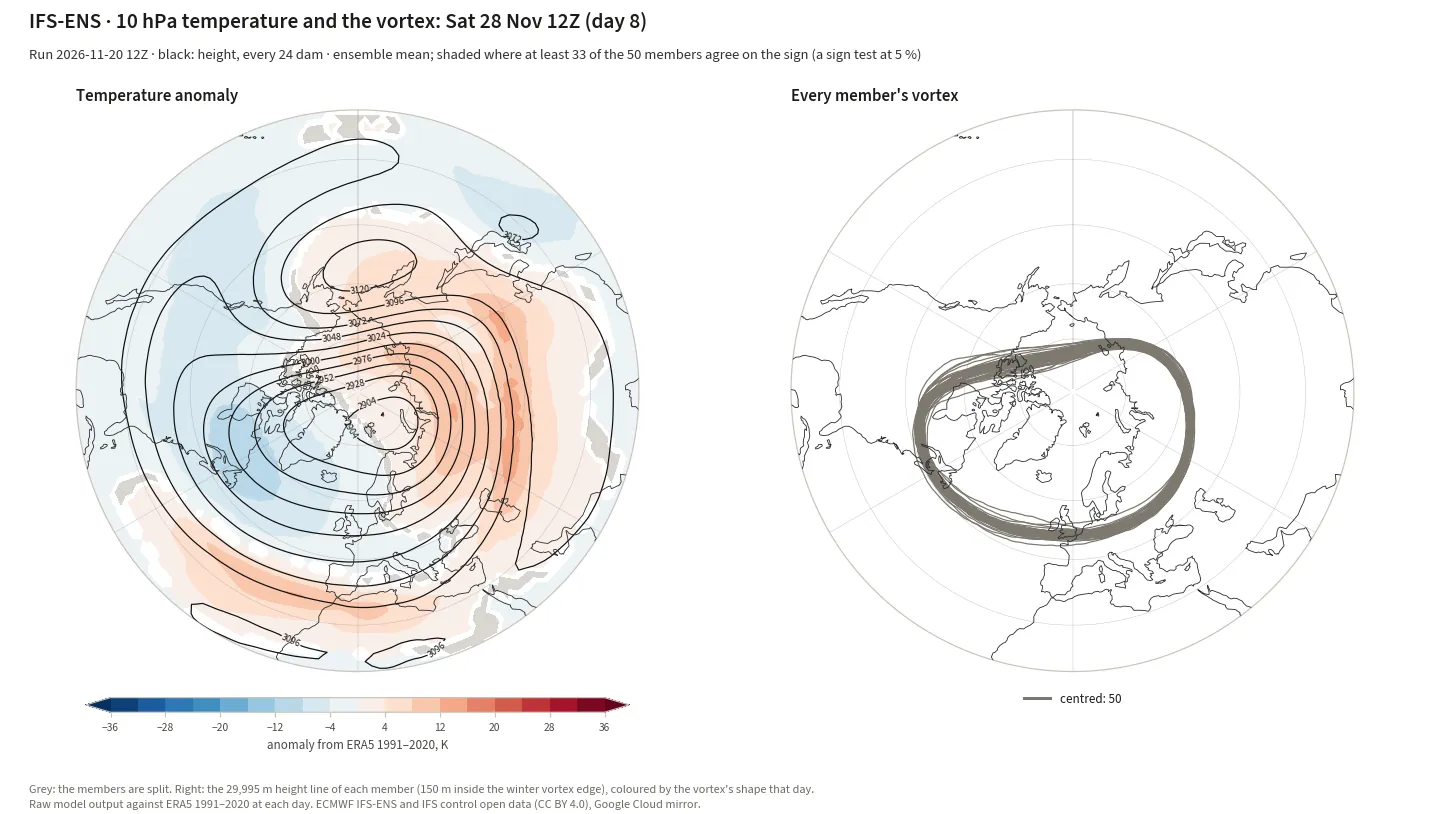 IFS-ENS · 10 hPa temperature and the vortex: Sat 28 Nov 12Z (day 8)
Run 2026-11-20 12Z · black: height, every 24 dam · ensemble mean; shaded where at least 33 of the 50 members agree on the sign (a sign test at 5 %)
Temperature anomaly
Every member's vortex
3072
3120
3096
3072
3048
3024
2976
2928
2904
3096
3096
−36
−28
−20
−12
−4
4
12
20
28
36
anomaly from ERA5 1991–2020, K
centred: 50
Grey: the members are split. Right: the 29,995 m height line of each member (150 m inside the winter vortex edge), coloured by the vortex's shape that day.
Raw model output against ERA5 1991–2020 at each day. ECMWF IFS-ENS and IFS control open data (CC BY 4.0), Google Cloud mirror.